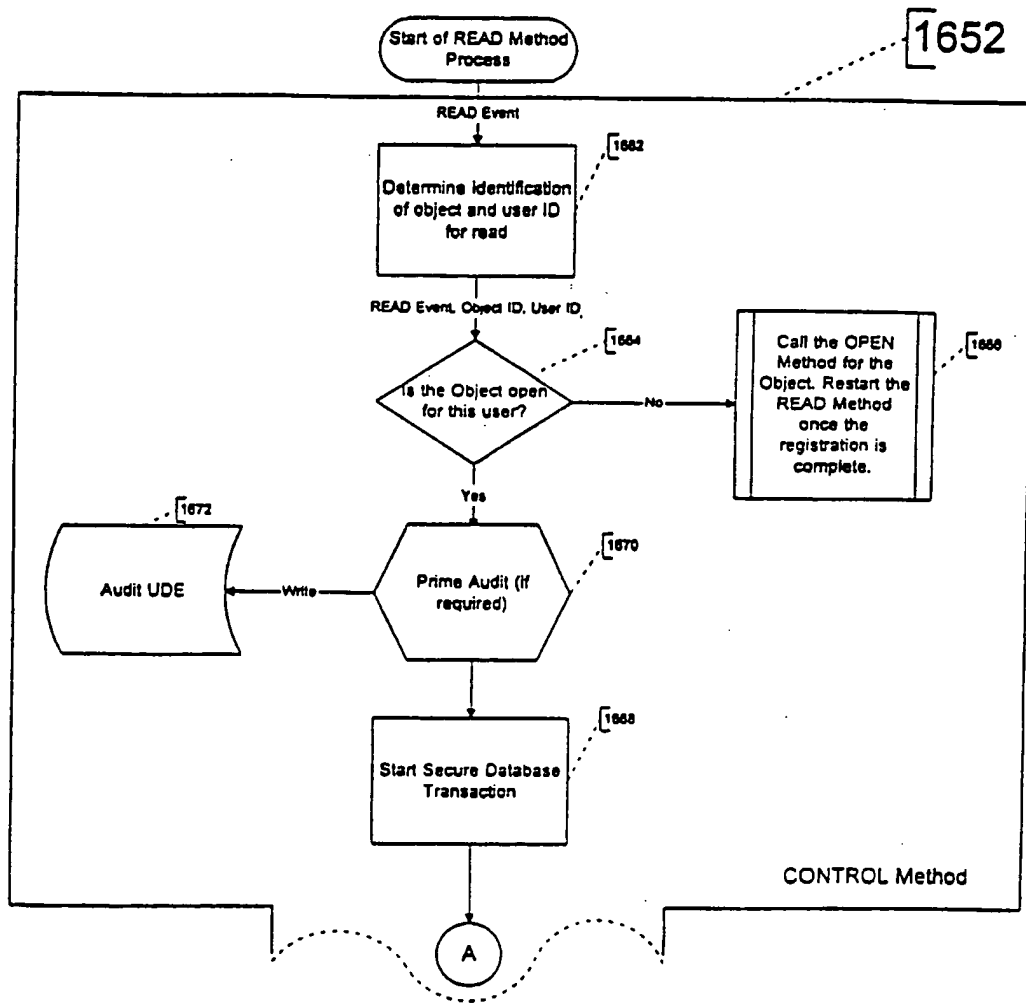 1652
Start of READ Method
Process
READ Event
1662
Determine identification
of object and user ID
for read
READ Event, Object ID, User ID
1664
Is the Object open
for this user?
No
1666
Call the OPEN
Method for the
Object. Restart the
READ Method
once the
registration is
complete.
Yes
1672
Audit UDE
Write
1670
Prime Audit (if
required)
1668
Start Secure Database
Transaction
CONTROL Method
A